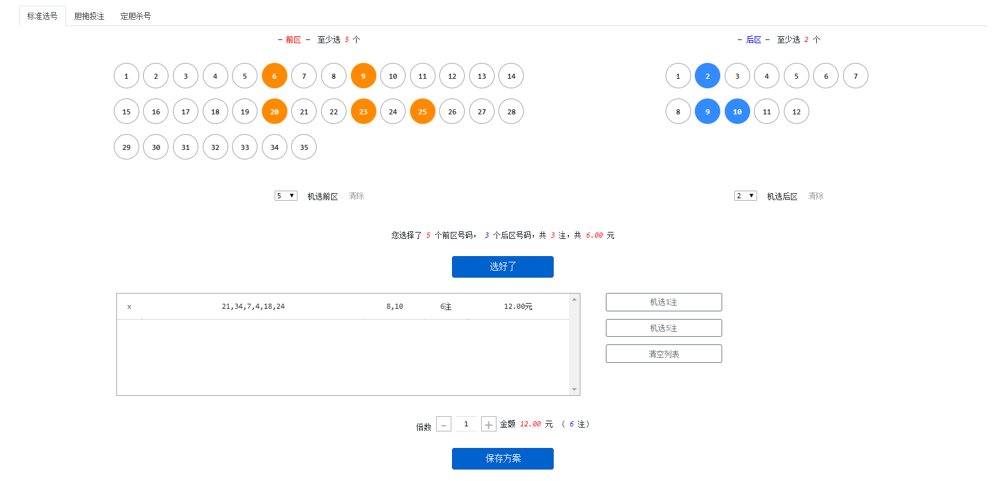 标准选号 胆拖投注 定胆杀号
– 前区 – 至少选 5 个 – 后区 – 至少选 2 个
1 2 3 4 5 6 7 8 9 10 11 12 13 14 1 2 3 4 5 6 7
15 16 17 18 19 20 21 22 23 24 25 26 27 28 8 9 10 11 12
29 30 31 32 33 34 35
5 ▼ 机选前区 清除 2 ▼ 机选后区 清除
您选择了 5 个前区号码, 3 个后区号码,共 3 注,共 6.00 元
选好了
x 21,34,7,4,18,24 8,10 6注 12.00元
机选1注
机选5注
清空列表
倍数 - 1 + 金额 12.00 元 ( 6 注)
保存方案